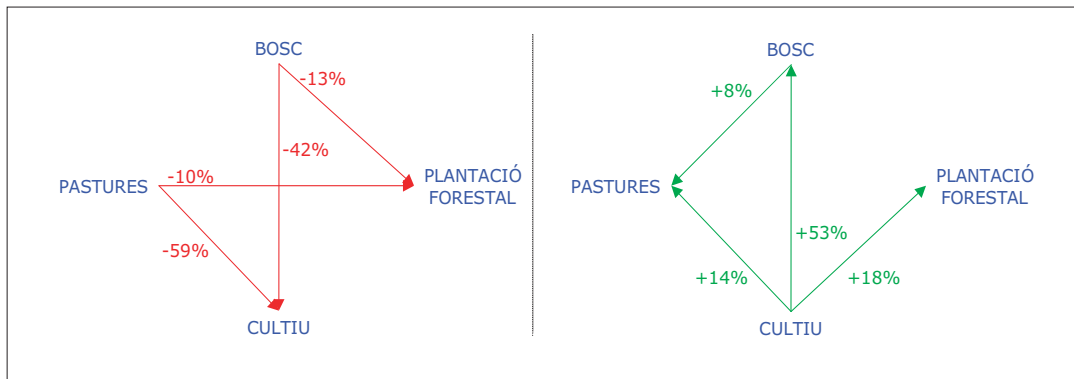 BOSC
-13%
-42%
PASTURES
-10%
PLANTACIÓ
FORESTAL
-59%
CULTIU
BOSC
+8%
PASTURES
PLANTACIÓ
FORESTAL
+53%
+14%
+18%
CULTIU